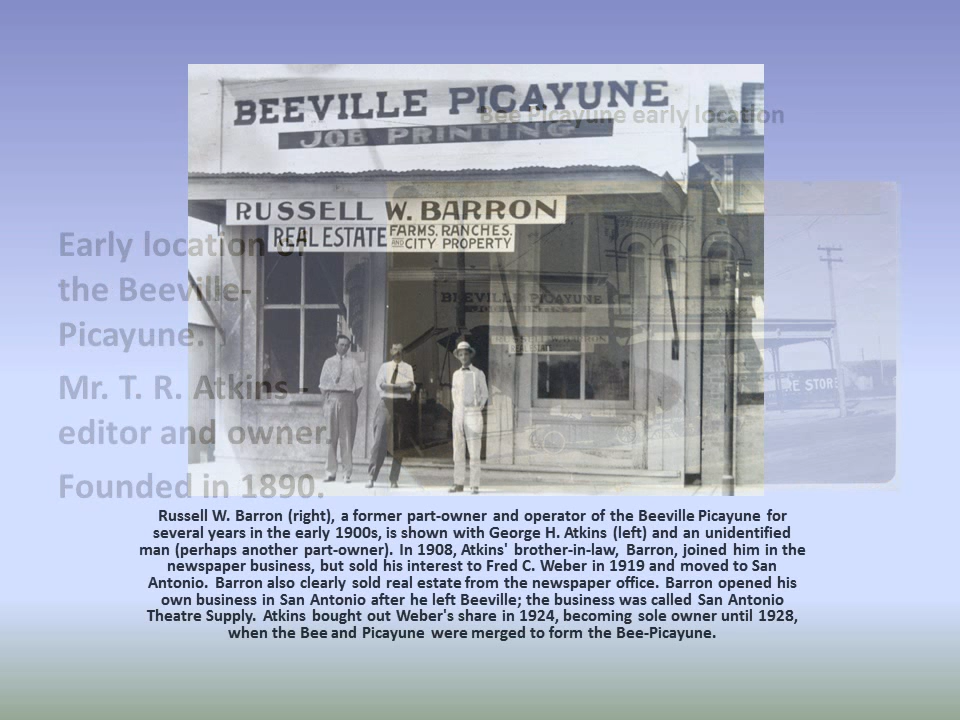 BEEVILLE PICAYUNE
Bee Picayune early location
JOB PRINTING
RUSSELL W. BARRON
REAL ESTATE FARMS, RANCHES,
AND CITY PROPERTY
Early location of
the Beeville-
Picayune.
Mr. T. R. Atkins -
editor and owner.
Founded in 1890.
BEEVILLE PICAYUNE
JOB PRINTING
RUSSELL W. BARRON
RE STORE
Russell W. Barron (right), a former part-owner and operator of the Beeville Picayune for
several years in the early 1900s, is shown with George H. Atkins (left) and an unidentified
man (perhaps another part-owner). In 1908, Atkins' brother-in-law, Barron, joined him in the
newspaper business, but sold his interest to Fred C. Weber in 1919 and moved to San
Antonio. Barron also clearly sold real estate from the newspaper office. Barron opened his
own business in San Antonio after he left Beeville; the business was called San Antonio
Theatre Supply. Atkins bought out Weber's share in 1924, becoming sole owner until 1928,
when the Bee and Picayune were merged to form the Bee-Picayune.